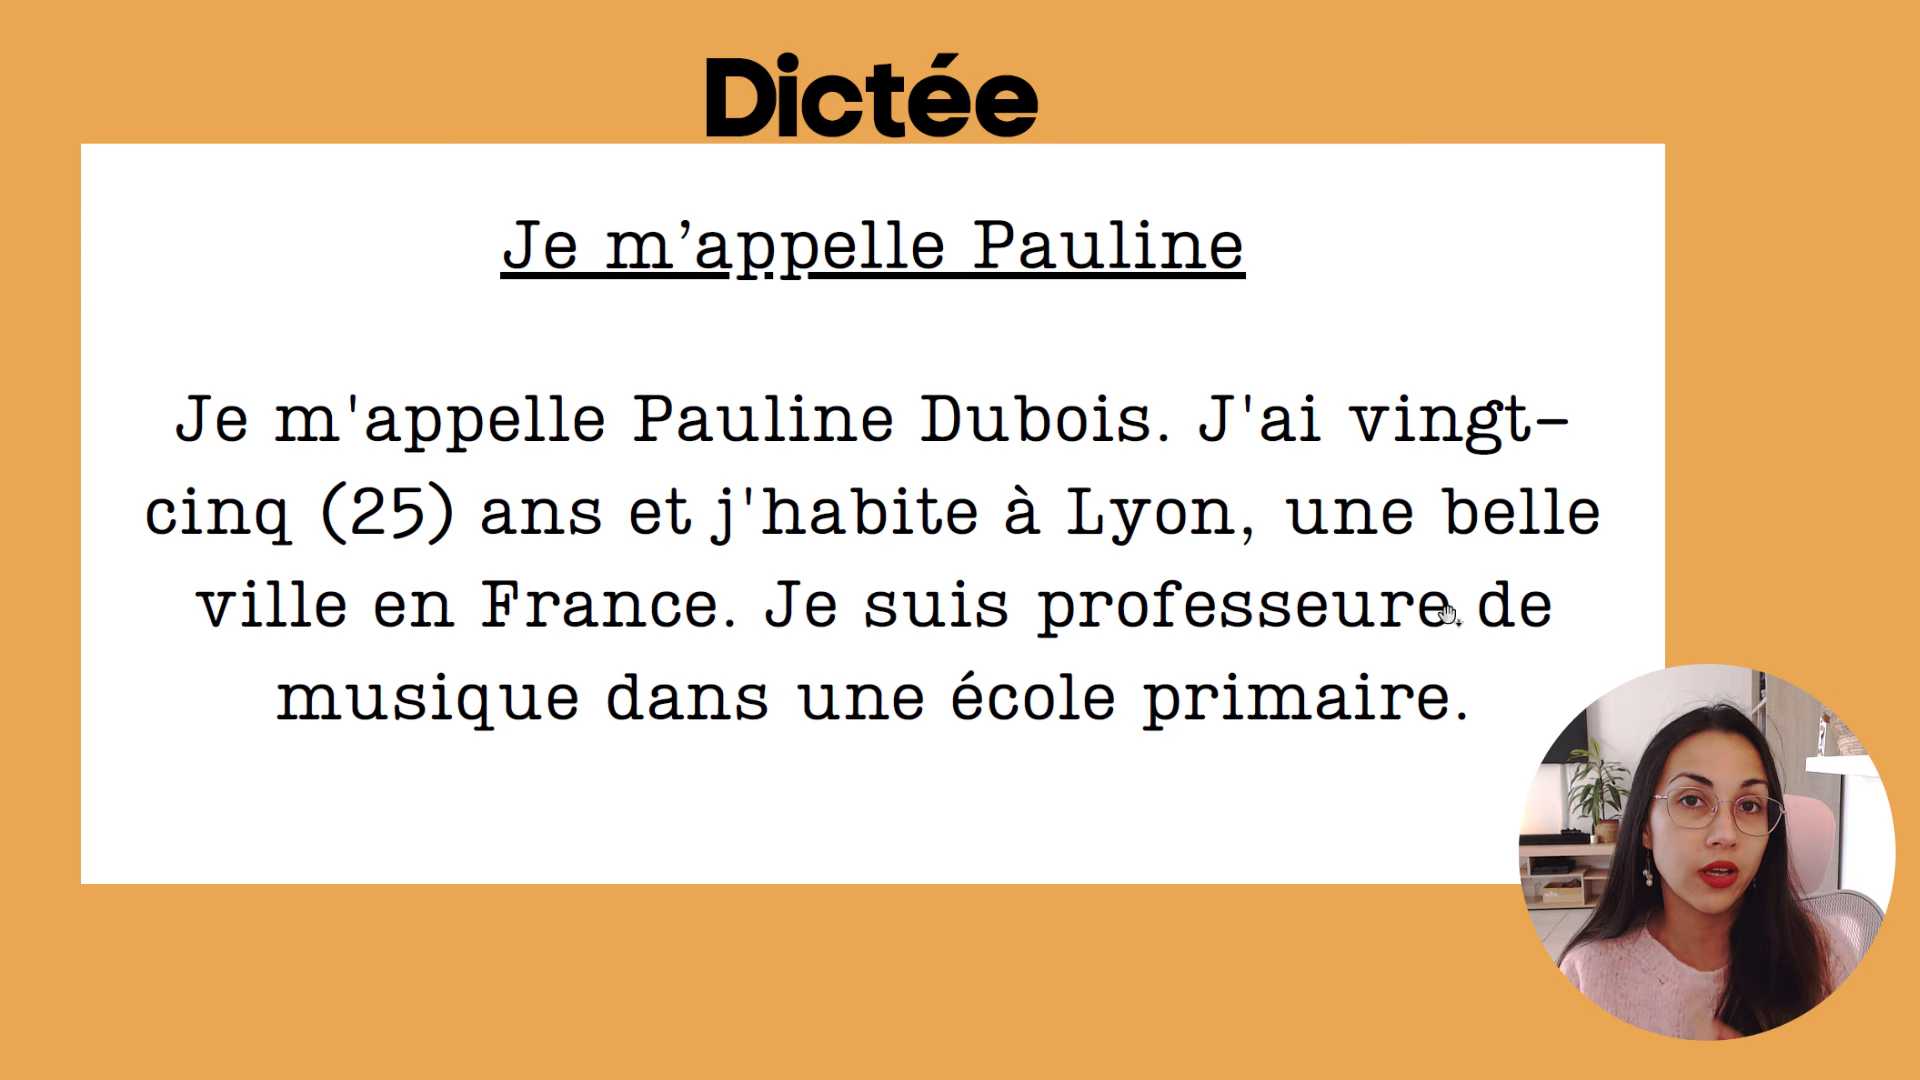 Dictée
Je m’appelle Pauline
Je m'appelle Pauline Dubois. J'ai vingt-
cinq (25) ans et j'habite à Lyon, une belle
ville en France. Je suis professeure de
musique dans une école primaire.